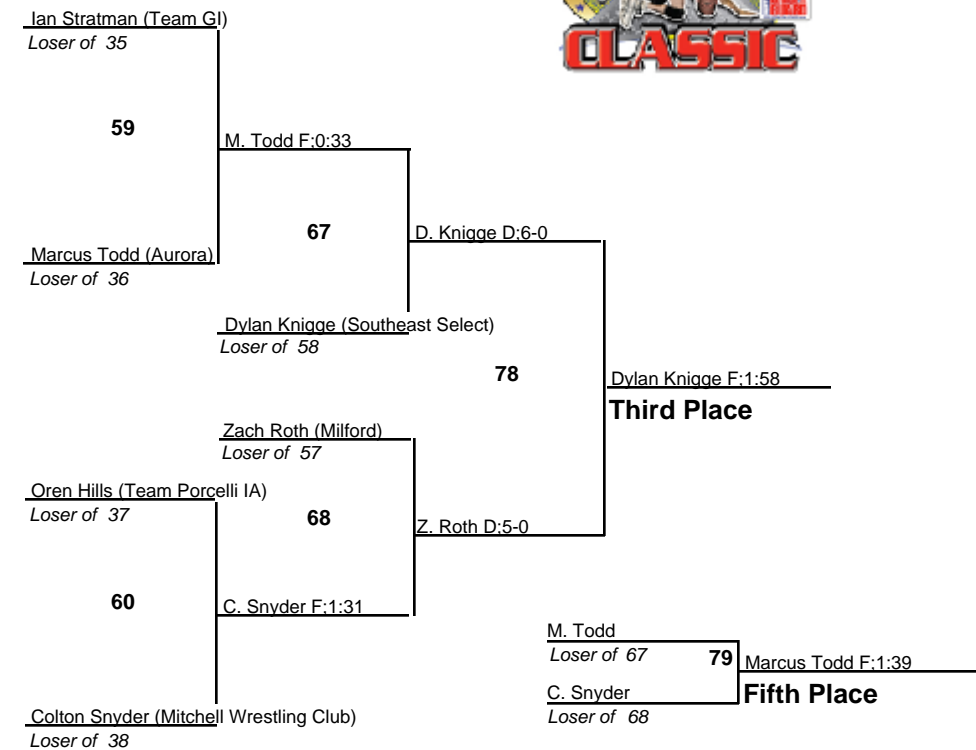 CLASSIC
Ian Stratman (Team GI)
Loser of 35
59
M. Todd F;0:33
Marcus Todd (Aurora)
Loser of 36
67
D. Knigge D;6-0
Dylan Knigge (Southeast Select)
Loser of 58
78
Dylan Knigge F;1:58
Third Place
Zach Roth (Milford)
Loser of 57
Oren Hills (Team Porcelli IA)
Loser of 37
68
Z. Roth D;5-0
60
C. Snyder F;1:31
Colton Snyder (Mitchell Wrestling Club)
Loser of 38
M. Todd
Loser of 67
79
Marcus Todd F;1:39
Fifth Place
C. Snyder
Loser of 68